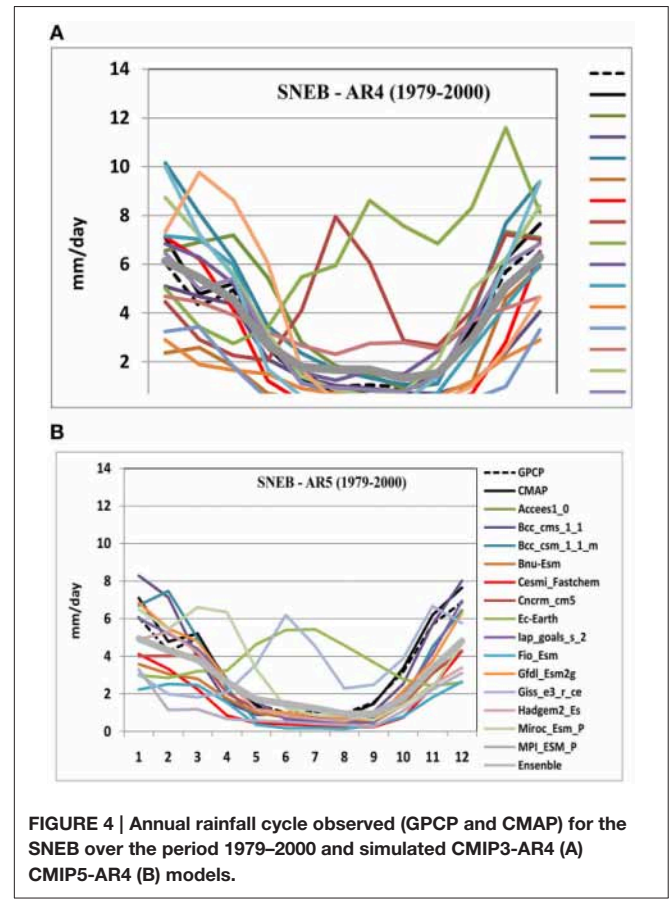 A
SNEB - AR4 (1979-2000)
14
12
10
8
6
4
2
mm/day
B
SNEB - AR5 (1979-2000)
14
12
10
8
6
4
2
0
mm/day
1 2 3 4 5 6 7 8 9 10 11 12
GPCP
CMAP
Accees1_0
Bcc_cms_1_1
Bcc_csm_1_1_m
Bnu-Esm
Cesmi_Fastchem
Cncrm_cm5
Ec-Earth
Iap_goals_s_2
Fio_Esm
Gfdl_Esm2g
Giss_e3_r_ce
Hadgem2_Es
Miroc_Esm_P
MPI_ESM_P
Ensenble
FIGURE 4 | Annual rainfall cycle observed (GPCP and CMAP) for the
SNEB over the period 1979–2000 and simulated CMIP3-AR4 (A)
CMIP5-AR4 (B) models.